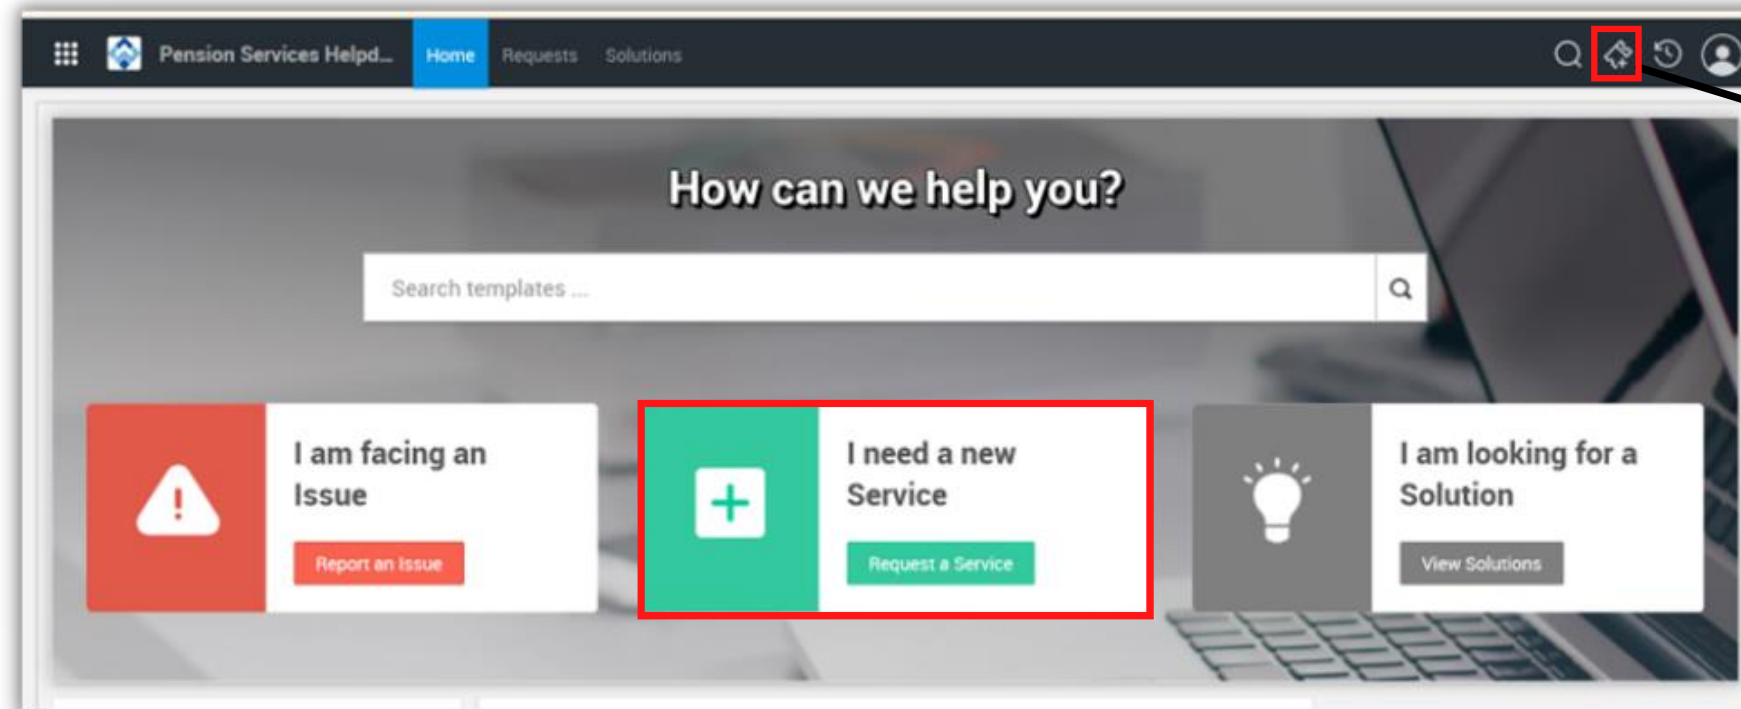 Pension Services Helpd... Home Requests Solutions
How can we help you?
Search templates ...
I am facing an
Issue
Report an Issue
I need a new
Service
Request a Service
I am looking for a
Solution
View Solutions